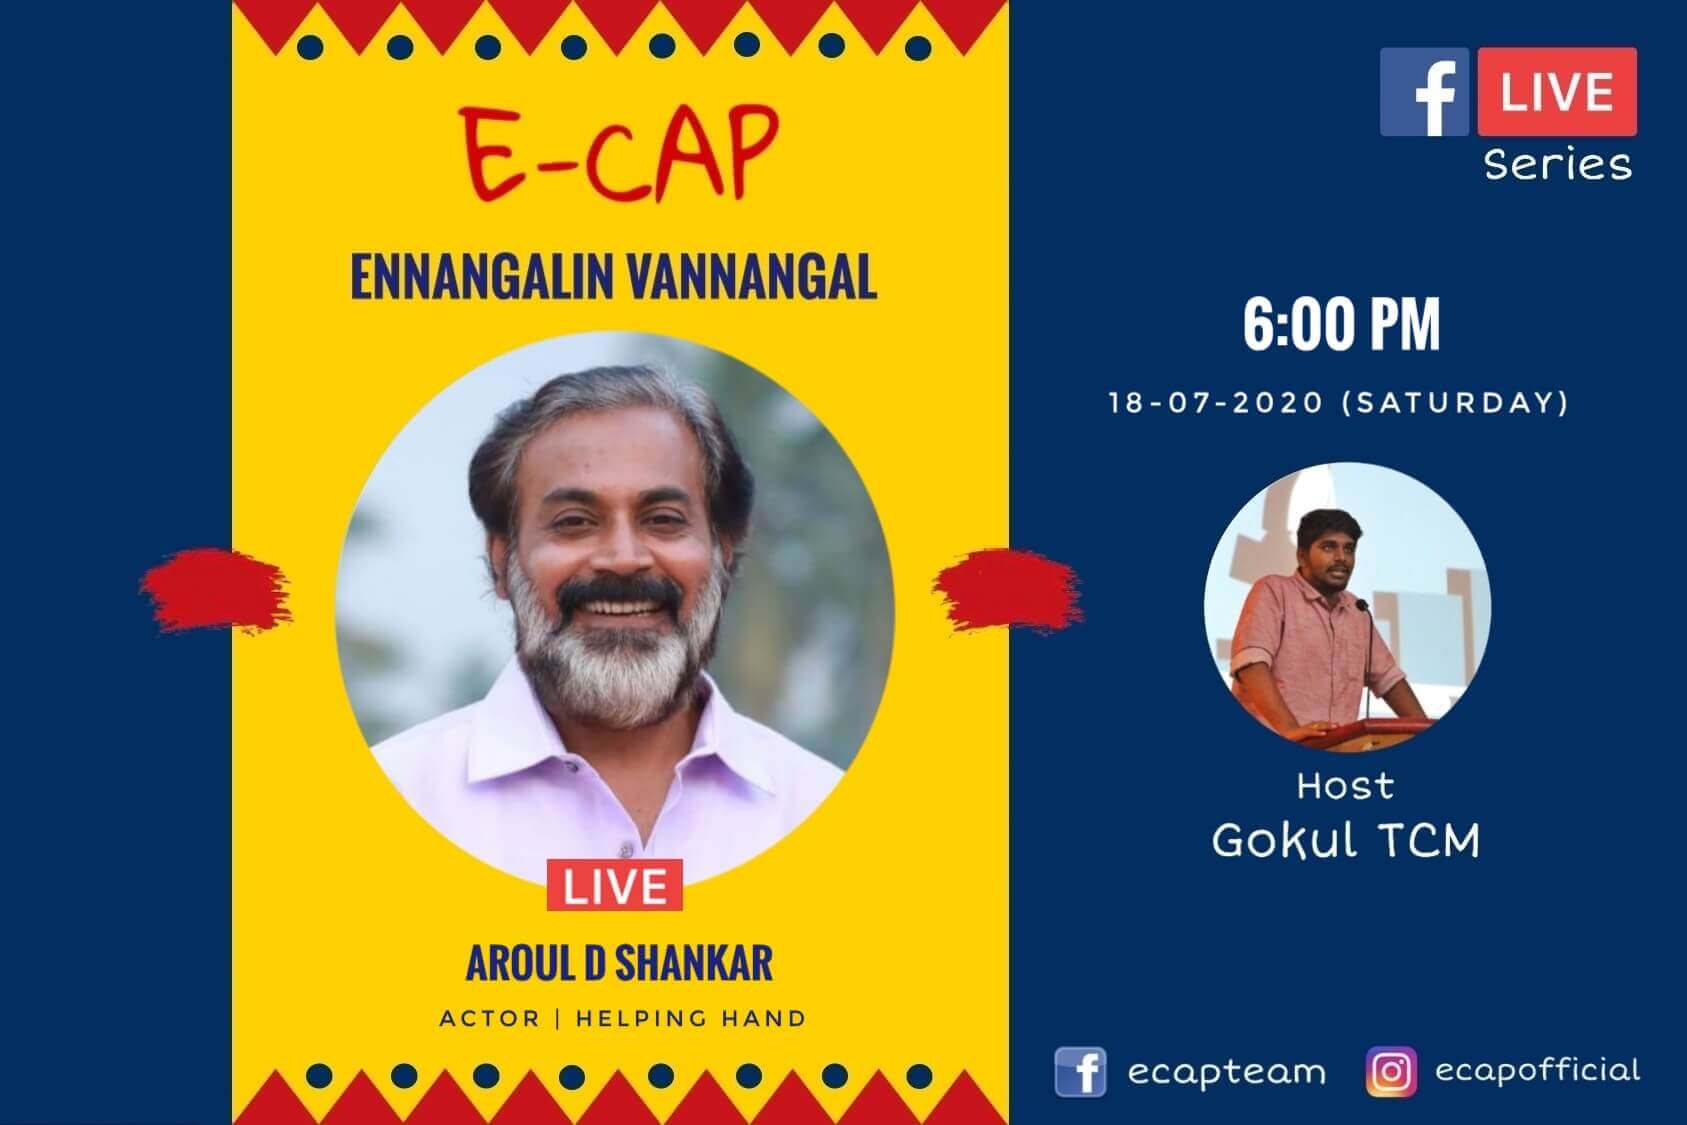 E-CAP
ENNANGALIN VANNANGAL
LIVE
AROUL D SHANKAR
ACTOR | HELPING HAND
f LIVE
Series
6:00 PM
18-07-2020 (SATURDAY)
Host
Gokul TCM
f ecapteam
ecapofficial